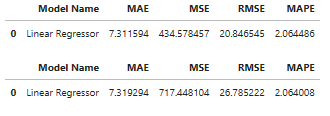 Model Name MAE MSE RMSE MAPE
0 Linear Regressor 7.311594 434.578457 20.846545 2.064486
Model Name MAE MSE RMSE MAPE
0 Linear Regressor 7.319294 717.448104 26.785222 2.064008